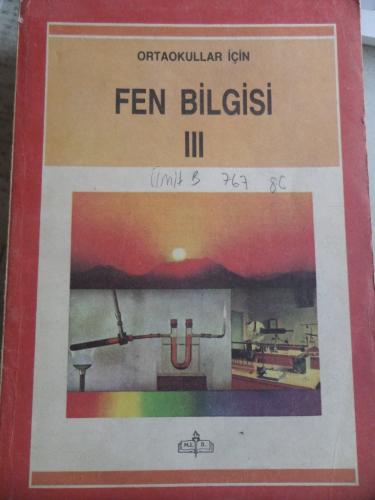 ORTAOKULLAR İÇİN
FEN BİLGİSİ
III
Ümit B 767 8C